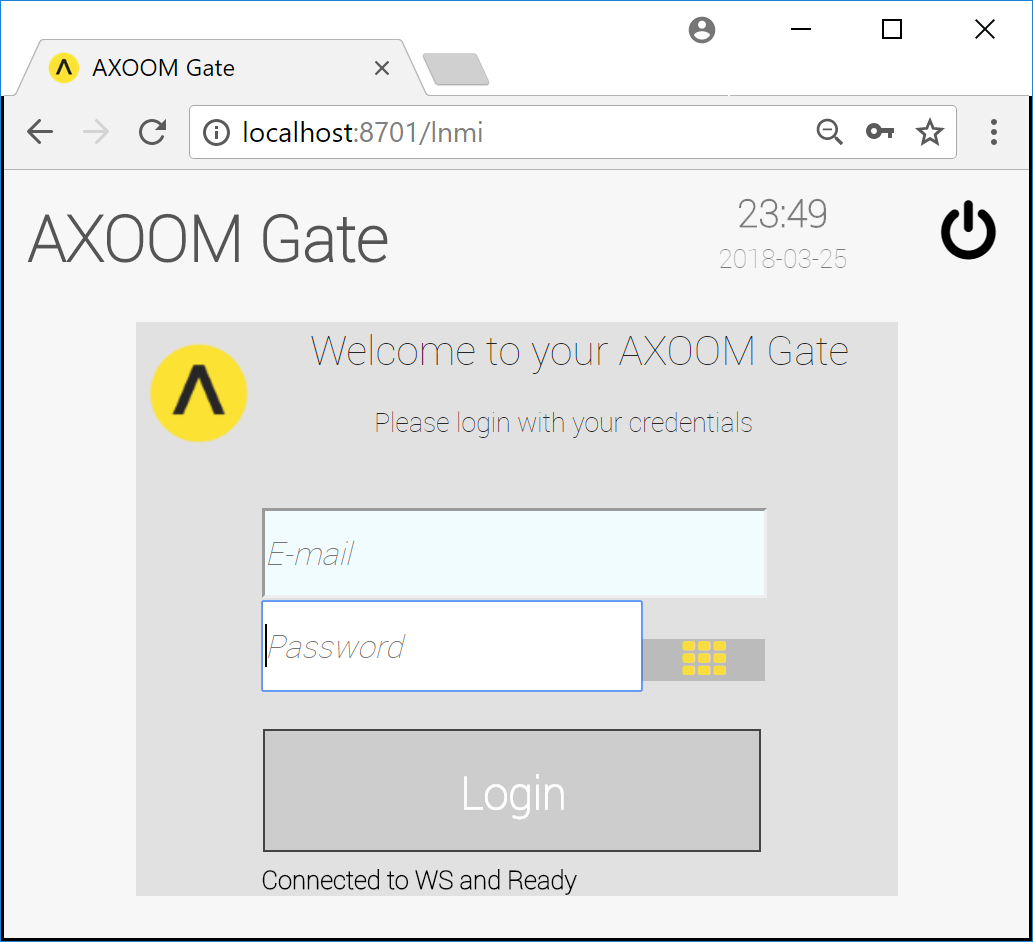 AXOOM Gate
localhost:8701/lnmi
AXOOM Gate
23:49
2018-03-25
Welcome to your AXOOM Gate
Please login with your credentials
E-mail
Password
Login
Connected to WS and Ready